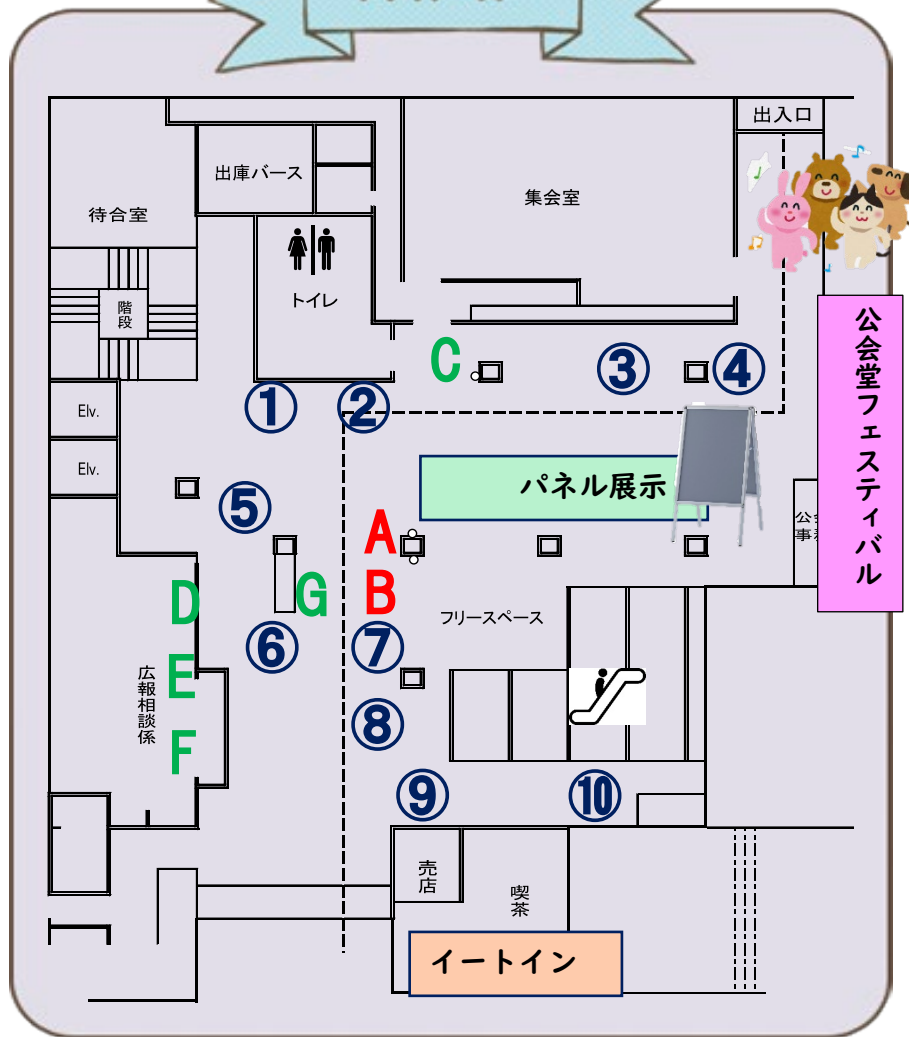 出入口
出庫バース
集会室
待合室
トイレ
階段
C
③
④
公会堂フェスティバル
①
②
Elv.
Elv.
パネル展示
⑤
A
B
D
G
フリースペース
⑥
⑦
E
広報相談係
F
⑧
⑨
⑩
売店
喫茶
イートイン